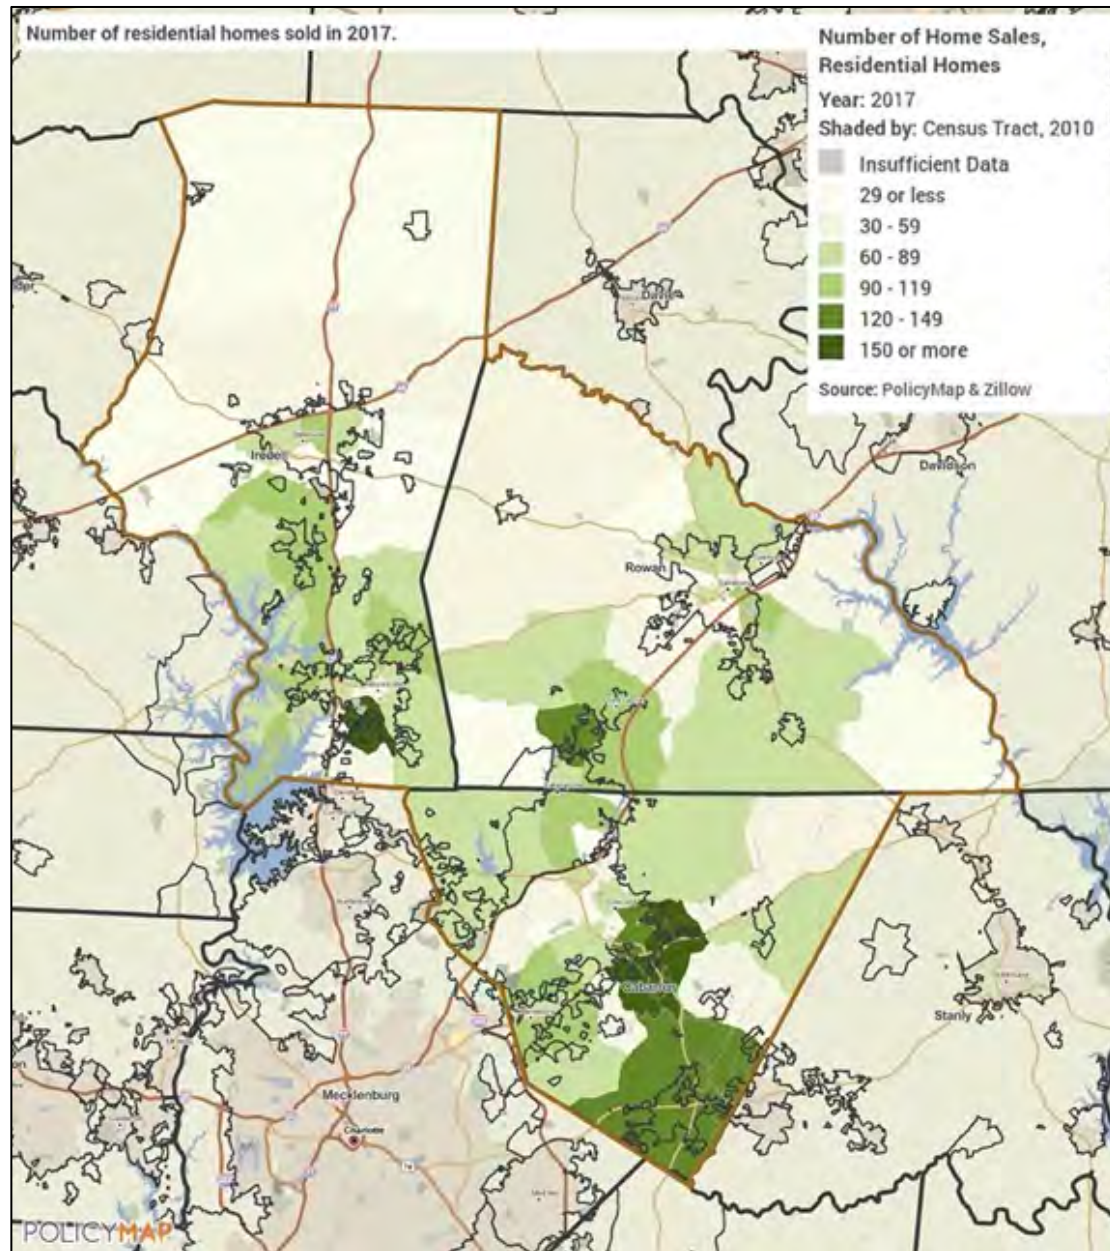 Number of residential homes sold in 2017.
Number of Home Sales,
Residential Homes
Year: 2017
Shaded by: Census Tract, 2010
Insufficient Data
29 or less
30 - 59
60 - 89
90 - 119
120 - 149
150 or more
Source: PolicyMap & Zillow
Davie
Iredell
Davidson
Rowan
Cabarrus
Stanly
Mecklenburg
Charlotte
POLICYMAP